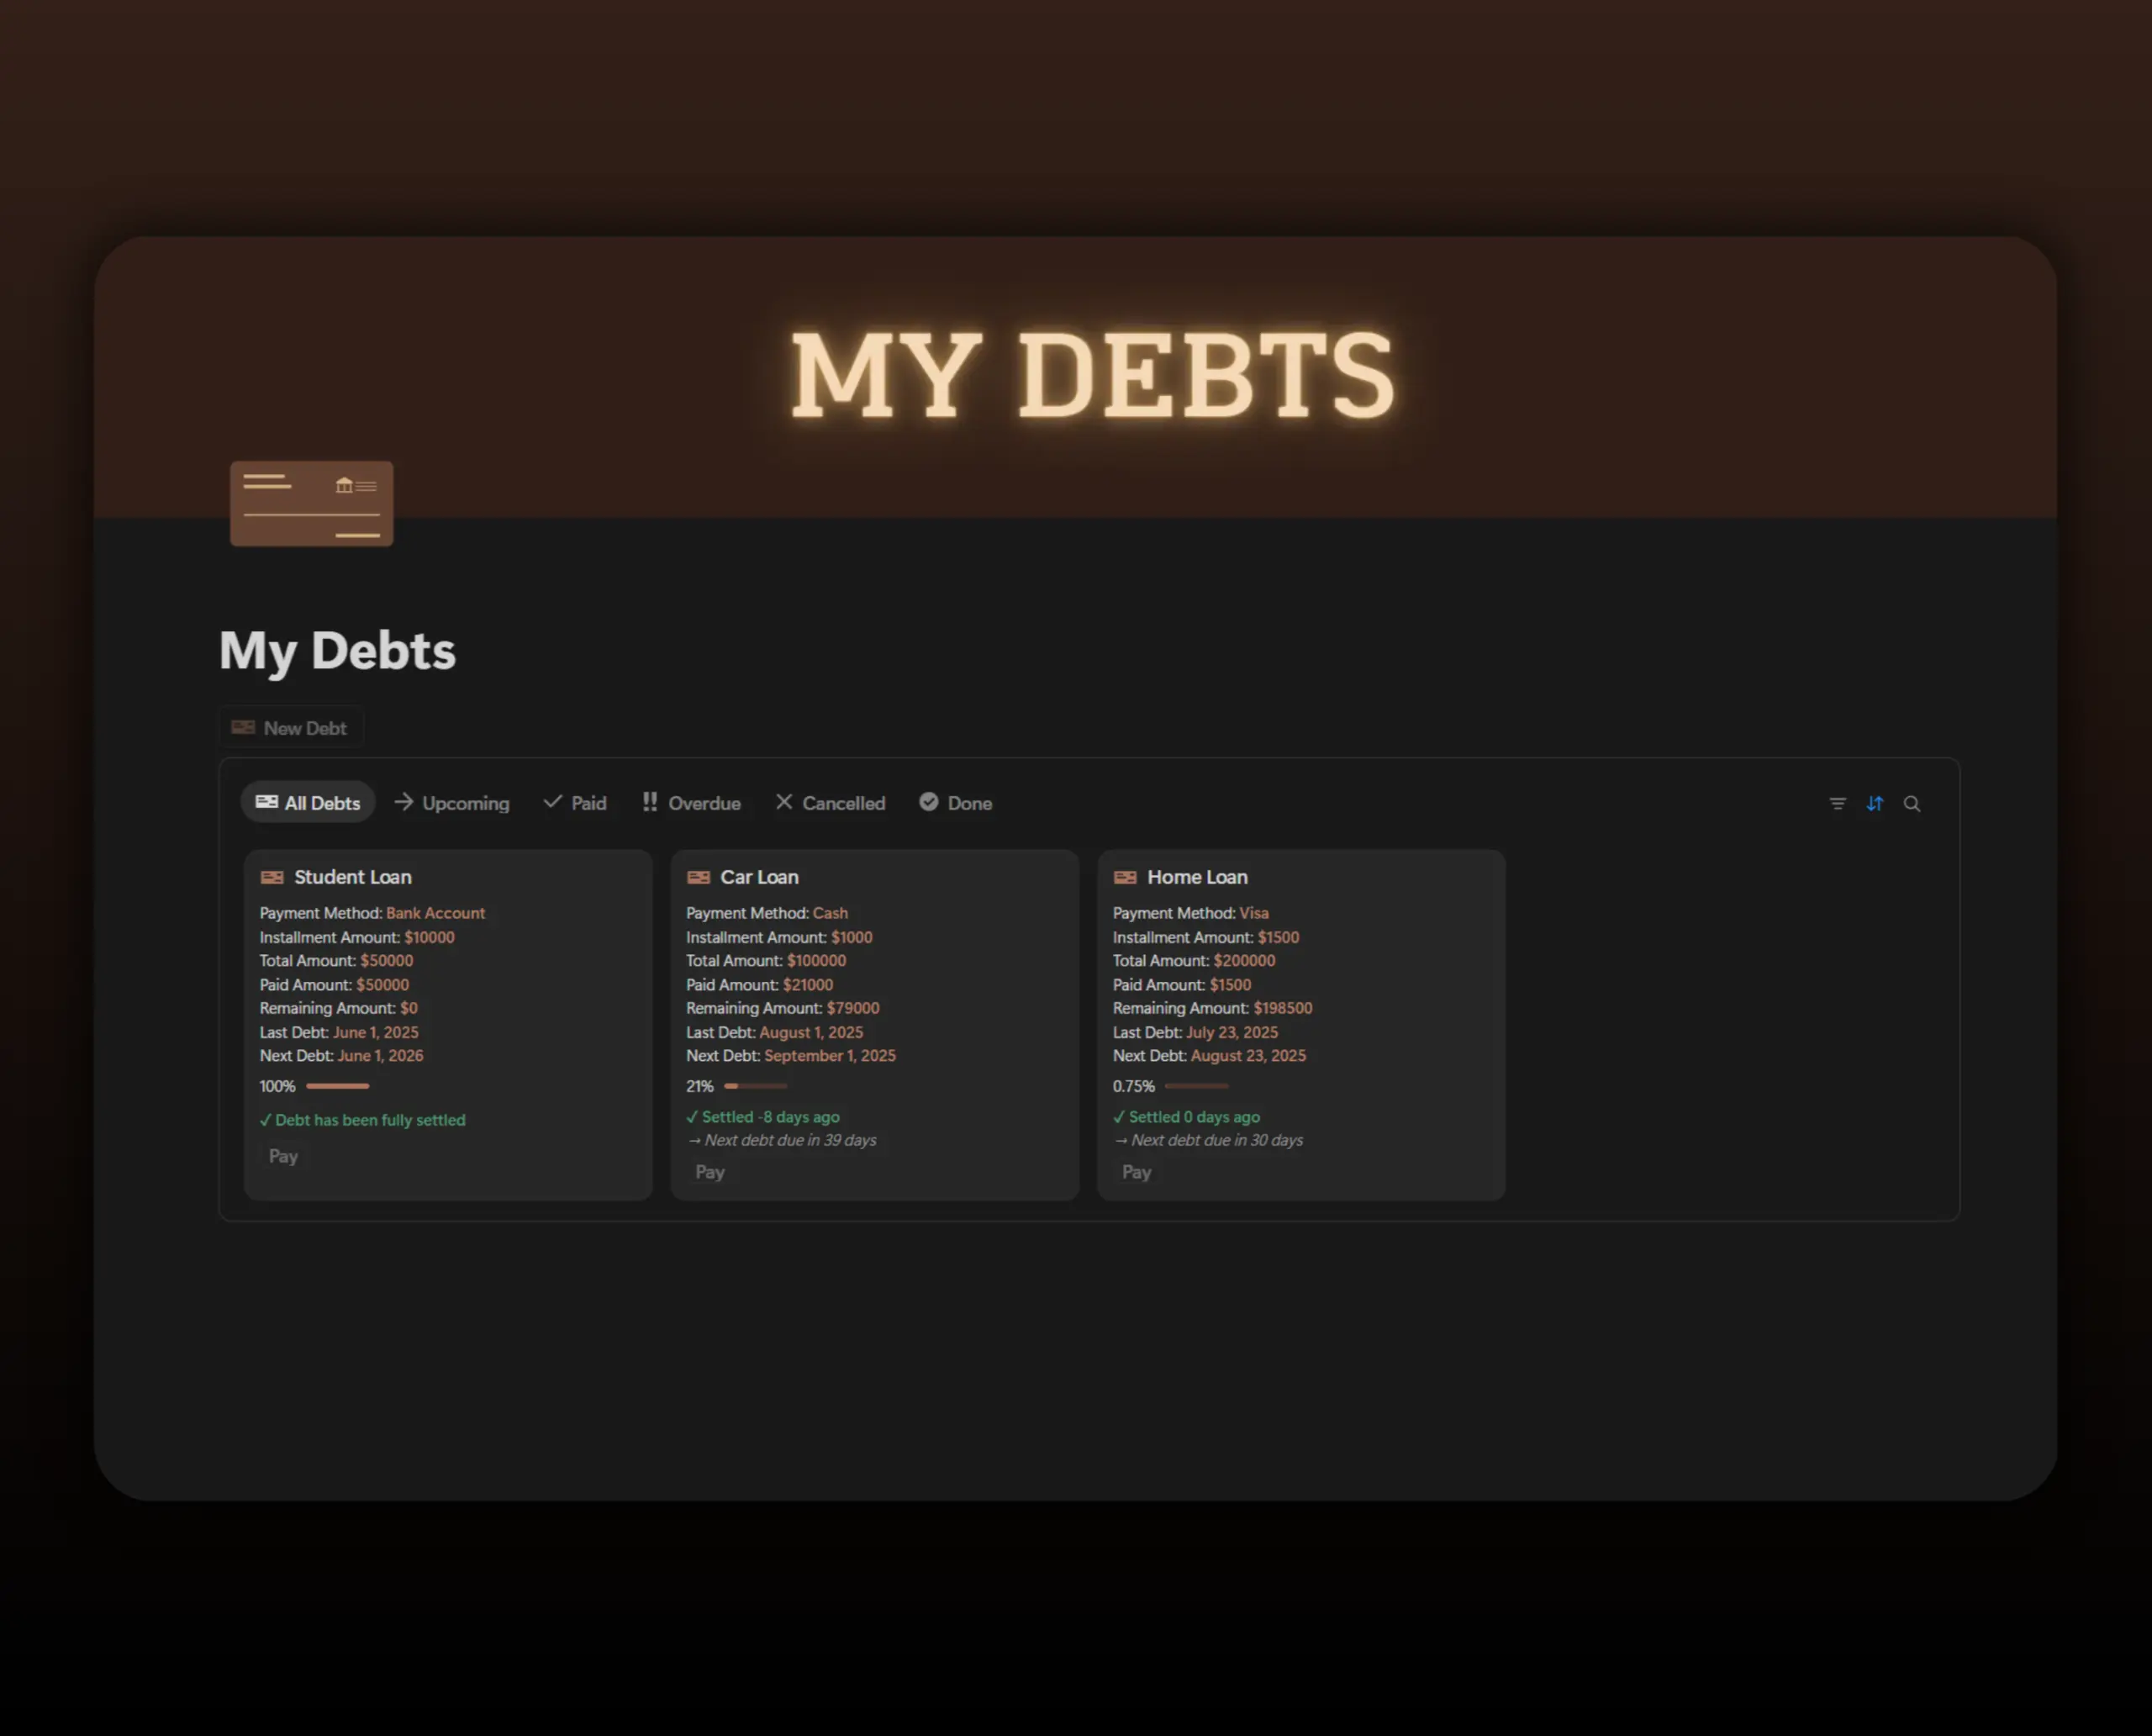 MY DEBTS
My Debts
New Debt
All Debts → Upcoming ✓ Paid !! Overdue ✕ Cancelled Done
Student Loan
Payment Method: Bank Account
Installment Amount: $10000
Total Amount: $50000
Paid Amount: $50000
Remaining Amount: $0
Last Debt: June 1, 2025
Next Debt: June 1, 2026
100%
✓ Debt has been fully settled
Pay
Car Loan
Payment Method: Cash
Installment Amount: $1000
Total Amount: $100000
Paid Amount: $21000
Remaining Amount: $79000
Last Debt: August 1, 2025
Next Debt: September 1, 2025
21%
✓ Settled -8 days ago
→ Next debt due in 39 days
Pay
Home Loan
Payment Method: Visa
Installment Amount: $1500
Total Amount: $200000
Paid Amount: $1500
Remaining Amount: $198500
Last Debt: July 23, 2025
Next Debt: August 23, 2025
0.75%
✓ Settled 0 days ago
→ Next debt due in 30 days
Pay